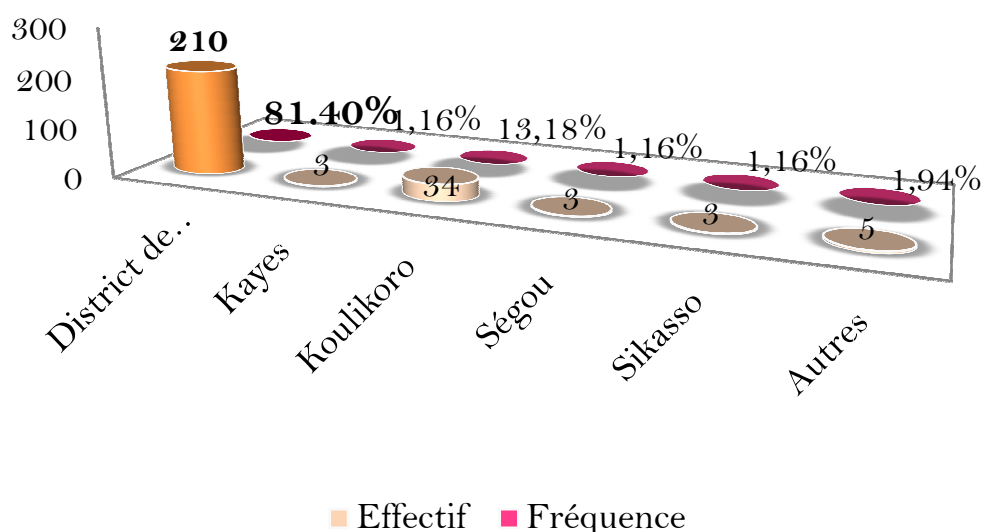 300
200
100
0
210
81.40%
1,16%
13,18%
1,16%
1,16%
1,94%
3
34
3
3
5
District de...
Kayes
Koulikoro
Ségou
Sikasso
Autres
Effectif Fréquence